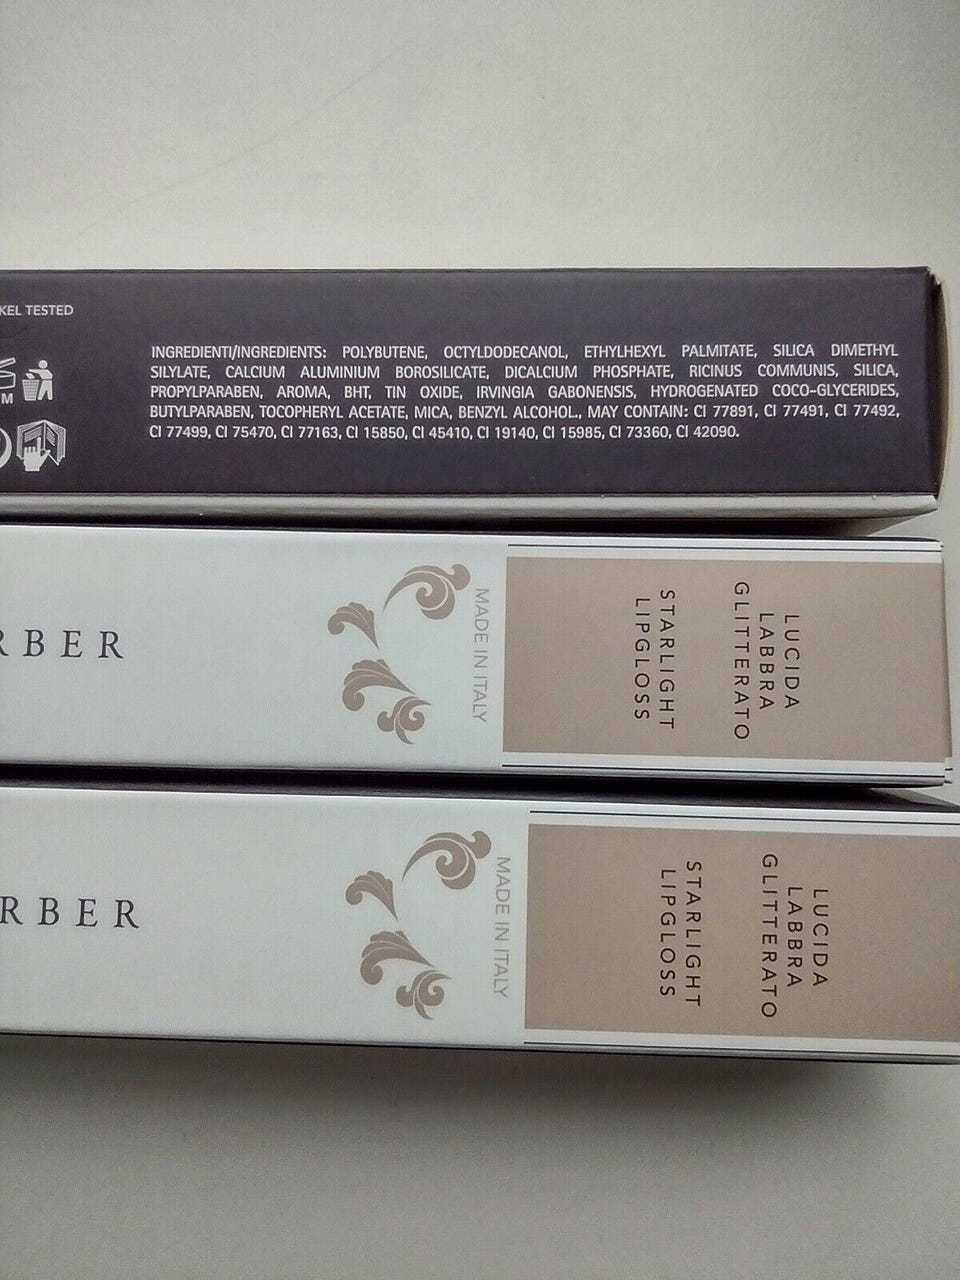 KEL TESTED
M
INGREDIENTI/INGREDIENTS: POLYBUTENE, OCTYLDODECANOL, ETHYLHEXYL PALMITATE, SILICA DIMETHYL
SILYLATE, CALCIUM ALUMINIUM BOROSILICATE, DICALCIUM PHOSPHATE, RICINUS COMMUNIS, SILICA,
PROPYLPARABEN, AROMA, BHT, TIN OXIDE, IRVINGIA GABONENSIS, HYDROGENATED COCO-GLYCERIDES,
BUTYLPARABEN, TOCOPHERYL ACETATE, MICA, BENZYL ALCOHOL., MAY CONTAIN: CI 77891, CI 77491, CI 77492,
CI 77499, CI 75470, CI 77163, CI 15850, CI 45410, CI 19140, CI 15985, CI 73360, CI 42090.
RBER
MADE IN ITALY
LUCIDA
LABBRA
GLITTERATO
STARLIGHT
LIPGLOSS
RBER
MADE IN ITALY
LUCIDA
LABBRA
GLITTERATO
STARLIGHT
LIPGLOSS